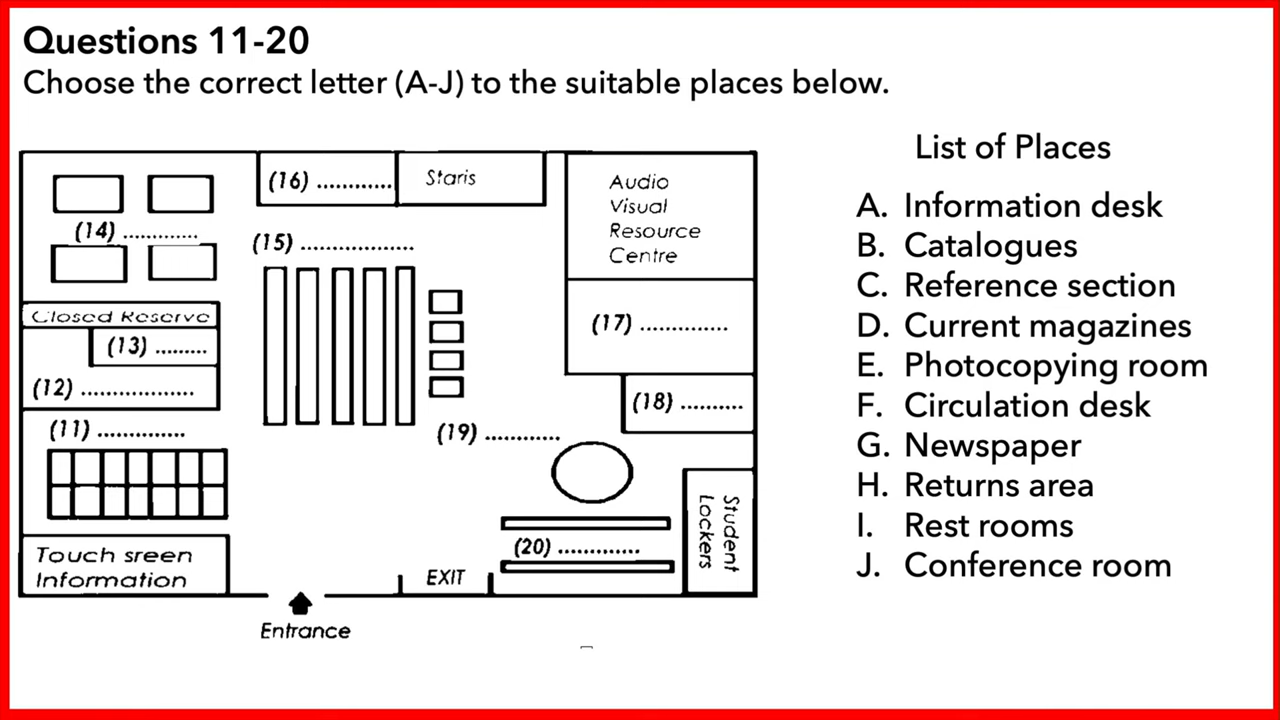 Questions 11-20
Choose the correct letter (A-J) to the suitable places below.
List of Places
A. Information desk
B. Catalogues
C. Reference section
D. Current magazines
E. Photocopying room
F. Circulation desk
G. Newspaper
H. Returns area
I. Rest rooms
J. Conference room
(16) ............
Staris
Audio
Visual
Resource
Centre
(14) ............
(15) ..................
Closed Reserve
(13) ........
(17) ..............
(12) ..................
(18) .........
(11) ..............
(19) ............
Student
Lockers
(20) .............
Touch sreen
Information
EXIT
Entrance